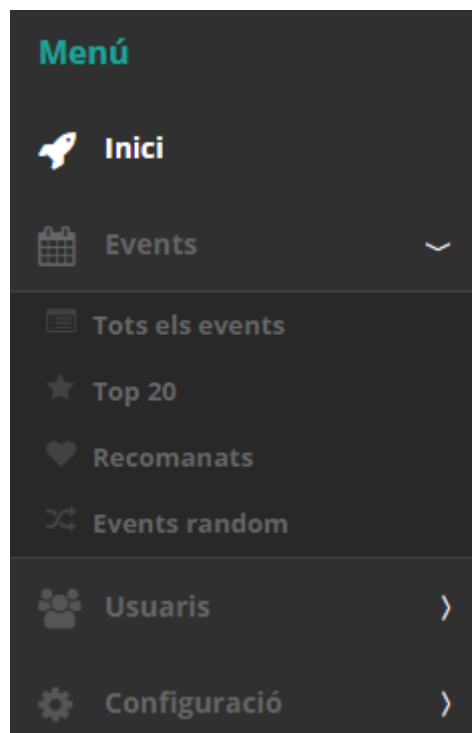 Menú
Inici
Events
Tots els events
Top 20
Recomanats
Events random
Usuaris
Configuració